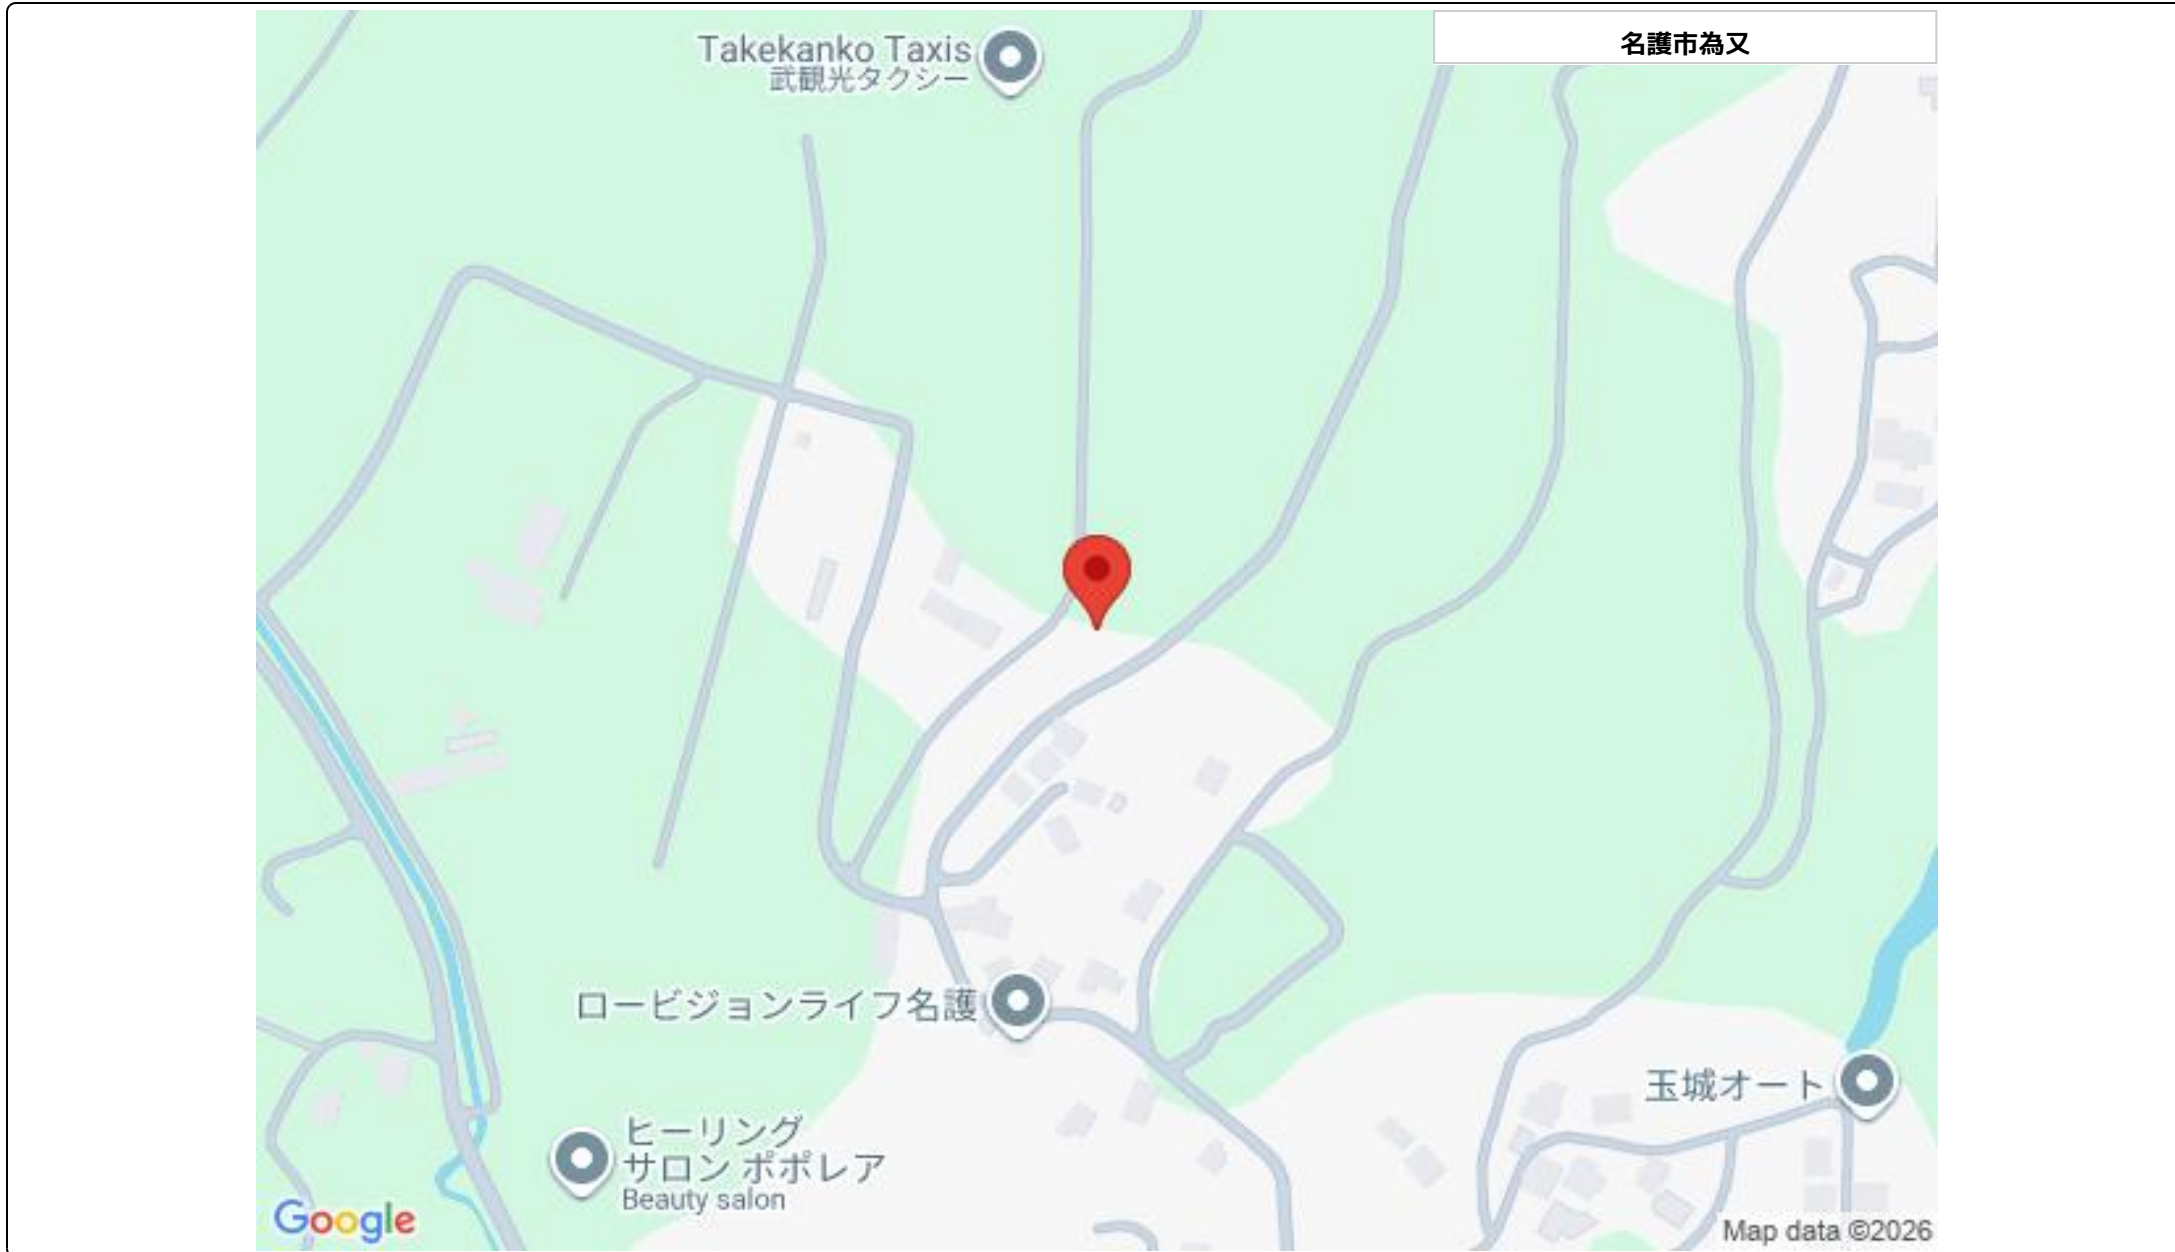 Takekanko Taxis
武観光タクシー
名護市為又
ロービジョンライフ名護
玉城オート
ヒーリング
サロン ポポレア
Beauty salon
Google
Map data ©2026